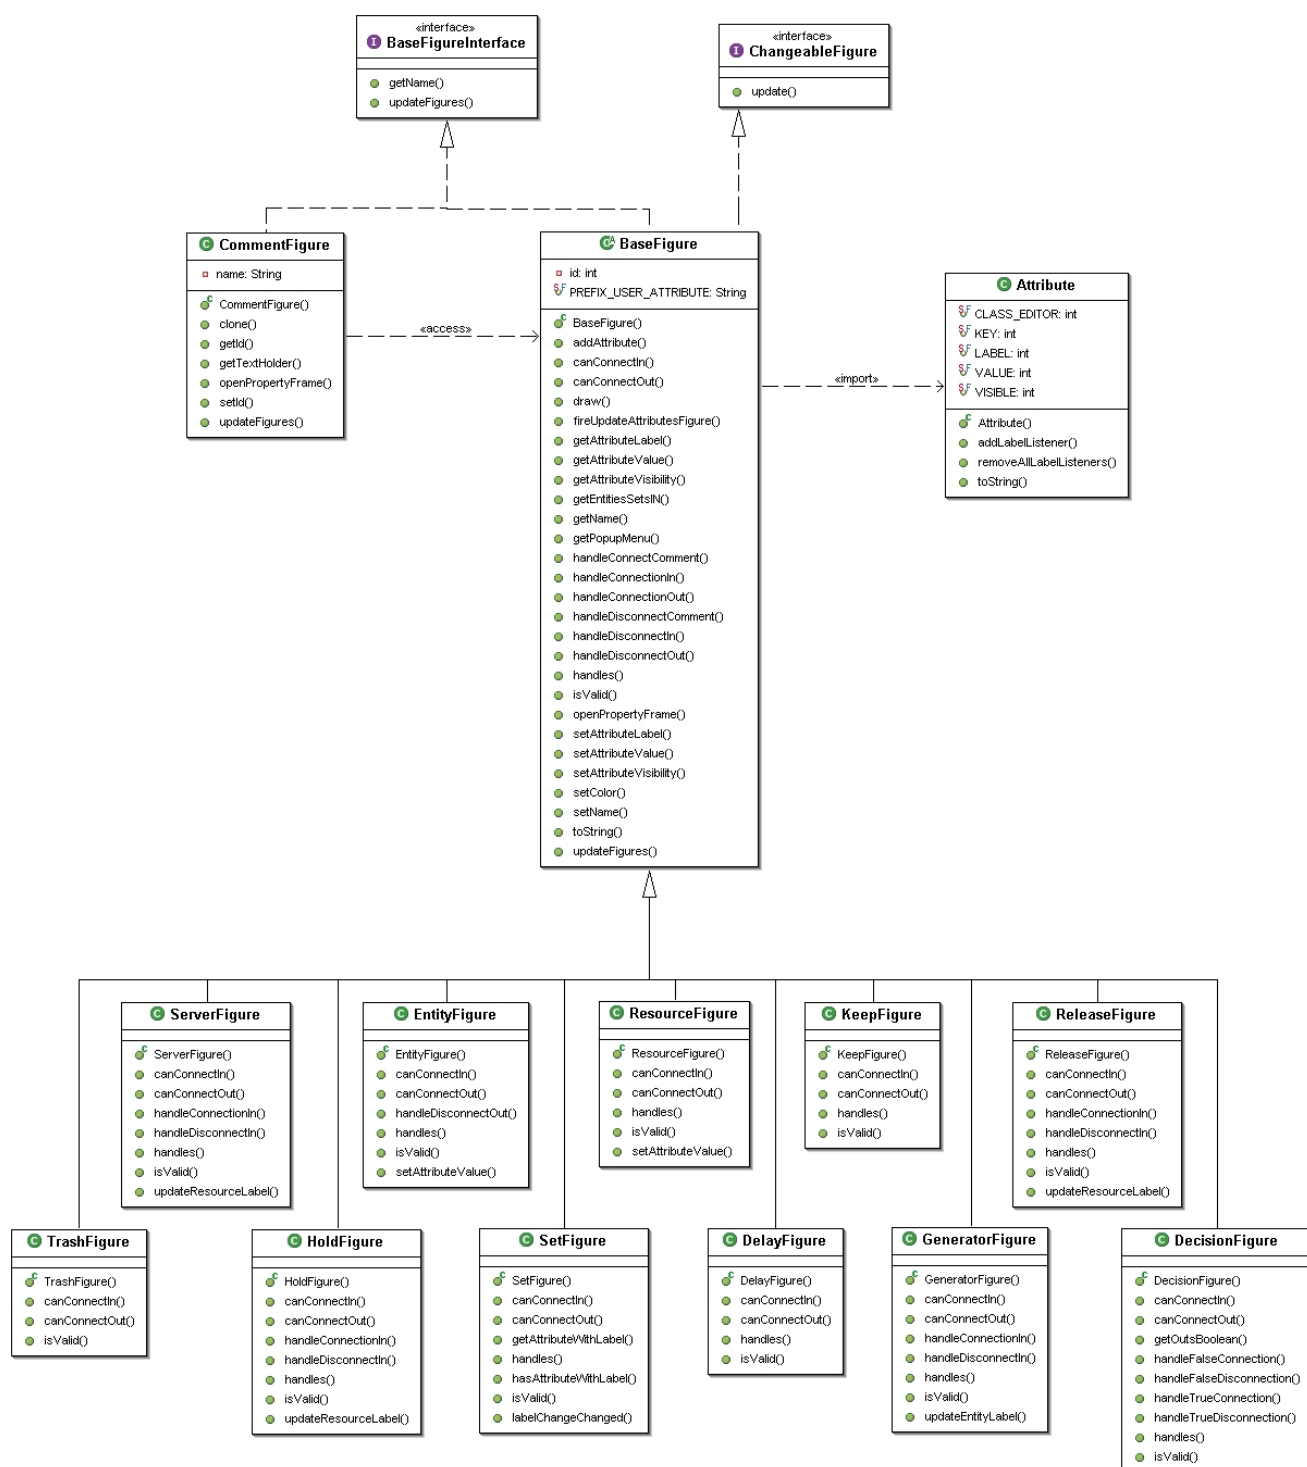 «interface»
BaseFigureInterface
getName()
updateFigures()
«interface»
ChangeableFigure
update()
CommentFigure
name: String
CommentFigure()
clone()
getId()
getTextHolder()
openPropertyFrame()
setId()
updateFigures()
«access»
BaseFigure
id: int
PREFIX_USER_ATTRIBUTE: String
BaseFigure()
addAttribute()
canConnectIn()
canConnectOut()
draw()
fireUpdateAttributesFigure()
getAttributeLabel()
getAttributeValue()
getAttributeVisibility()
getEntitiesSetsIN()
getName()
getPopupMenu()
handleConnectComment()
handleConnectionIn()
handleConnectionOut()
handleDisconnectComment()
handleDisconnectIn()
handleDisconnectOut()
handles()
isValid()
openPropertyFrame()
setAttributeLabel()
setAttributeValue()
setAttributeVisibility()
setColor()
setName()
toString()
updateFigures()
«import»
Attribute
CLASS_EDITOR: int
KEY: int
LABEL: int
VALUE: int
VISIBLE: int
Attribute()
addLabelListener()
removeAllLabelListeners()
toString()
ServerFigure
ServerFigure()
canConnectIn()
canConnectOut()
handleConnectionIn()
handleDisconnectIn()
handles()
isValid()
updateResourceLabel()
EntityFigure
EntityFigure()
canConnectIn()
canConnectOut()
handleDisconnectOut()
handles()
isValid()
setAttributeValue()
ResourceFigure
ResourceFigure()
canConnectIn()
canConnectOut()
handles()
isValid()
setAttributeValue()
KeepFigure
KeepFigure()
canConnectIn()
canConnectOut()
handles()
isValid()
ReleaseFigure
ReleaseFigure()
canConnectIn()
canConnectOut()
handleConnectionIn()
handleDisconnectIn()
handles()
isValid()
updateResourceLabel()
TrashFigure
TrashFigure()
canConnectIn()
canConnectOut()
isValid()
HoldFigure
HoldFigure()
canConnectIn()
canConnectOut()
handleConnectionIn()
handleDisconnectIn()
handles()
isValid()
updateResourceLabel()
SetFigure
SetFigure()
canConnectIn()
canConnectOut()
getAttributeWithLabel()
handles()
hasAttributeWithLabel()
isValid()
labelChangeChanged()
DelayFigure
DelayFigure()
canConnectIn()
canConnectOut()
handles()
isValid()
GeneratorFigure
GeneratorFigure()
canConnectIn()
canConnectOut()
handleConnectionIn()
handleDisconnectIn()
handles()
isValid()
updateEntityLabel()
DecisionFigure
DecisionFigure()
canConnectIn()
canConnectOut()
getOutsBoolean()
handleFalseConnection()
handleFalseDisconnection()
handleTrueConnection()
handleTrueDisconnection()
handles()
isValid()